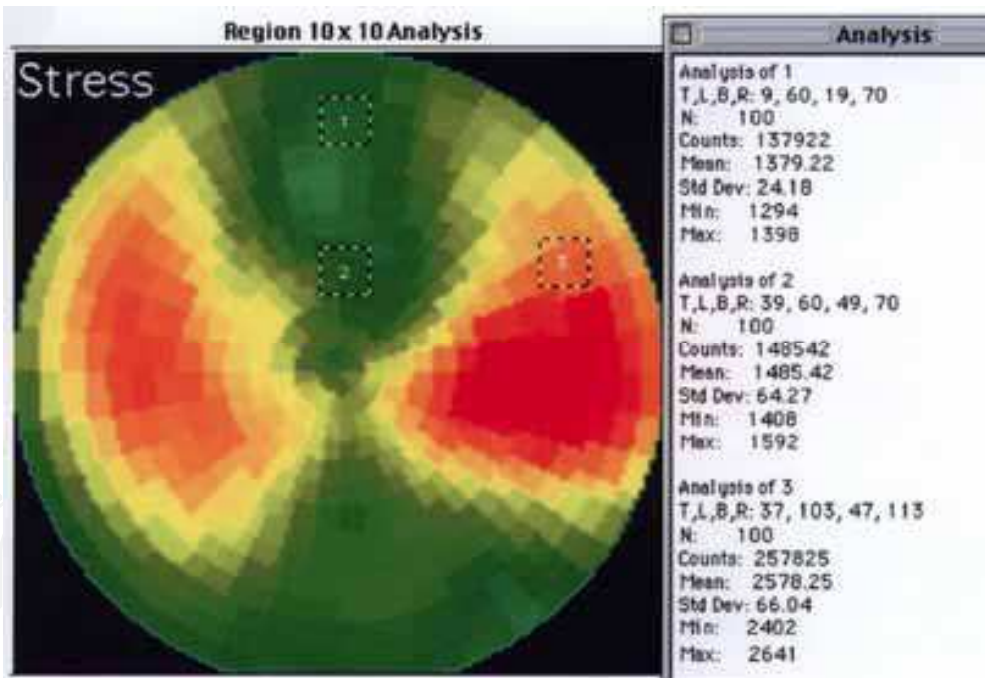 Region 10 x 10 Analysis
Stress
1
2
3
Analysis
Analysis of 1
T,L,B,R: 9, 60, 19, 70
N: 100
Counts: 137922
Mean: 1379.22
Std Dev: 24.18
Min: 1294
Max: 1398
Analysis of 2
T,L,B,R: 39, 60, 49, 70
N: 100
Counts: 148542
Mean: 1485.42
Std Dev: 64.27
Min: 1408
Max: 1592
Analysis of 3
T,L,B,R: 37, 103, 47, 113
N: 100
Counts: 257825
Mean: 2578.25
Std Dev: 66.04
Min: 2402
Max: 2641